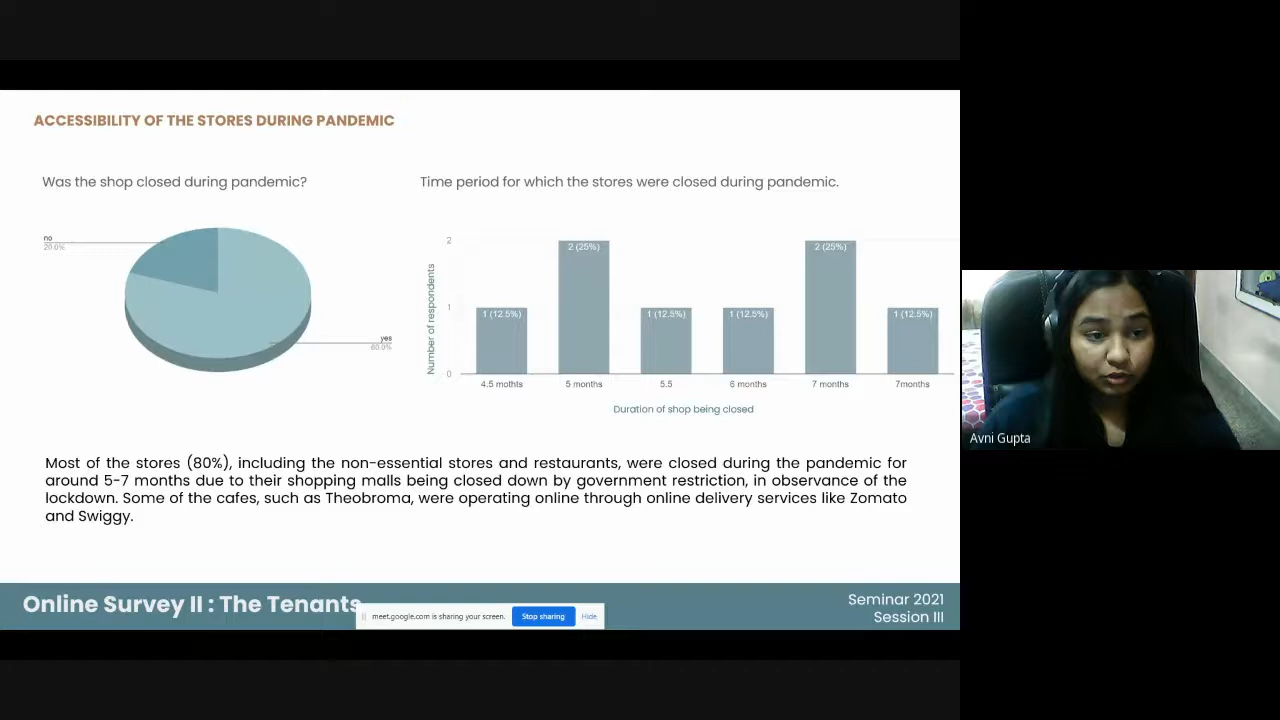 ACCESSIBILITY OF THE STORES DURING PANDEMIC
Was the shop closed during pandemic?
no
20.0%
yes
80.0%
Time period for which the stores were closed during pandemic.
Number of respondents
2
1
0
1 (12.5%)
2 (25%)
1 (12.5%)
1 (12.5%)
2 (25%)
1 (12.5%)
4.5 mothts
5 months
5.5
6 months
7 months
7months
Duration of shop being closed
Most of the stores (80%), including the non-essential stores and restaurants, were closed during the pandemic for
around 5-7 months due to their shopping malls being closed down by government restriction, in observance of the
lockdown. Some of the cafes, such as Theobroma, were operating online through online delivery services like Zomato
and Swiggy.
Online Survey II : The Tenants
meet.google.com is sharing your screen.
Stop sharing
Hide
Seminar 2021
Session III
Avni Gupta